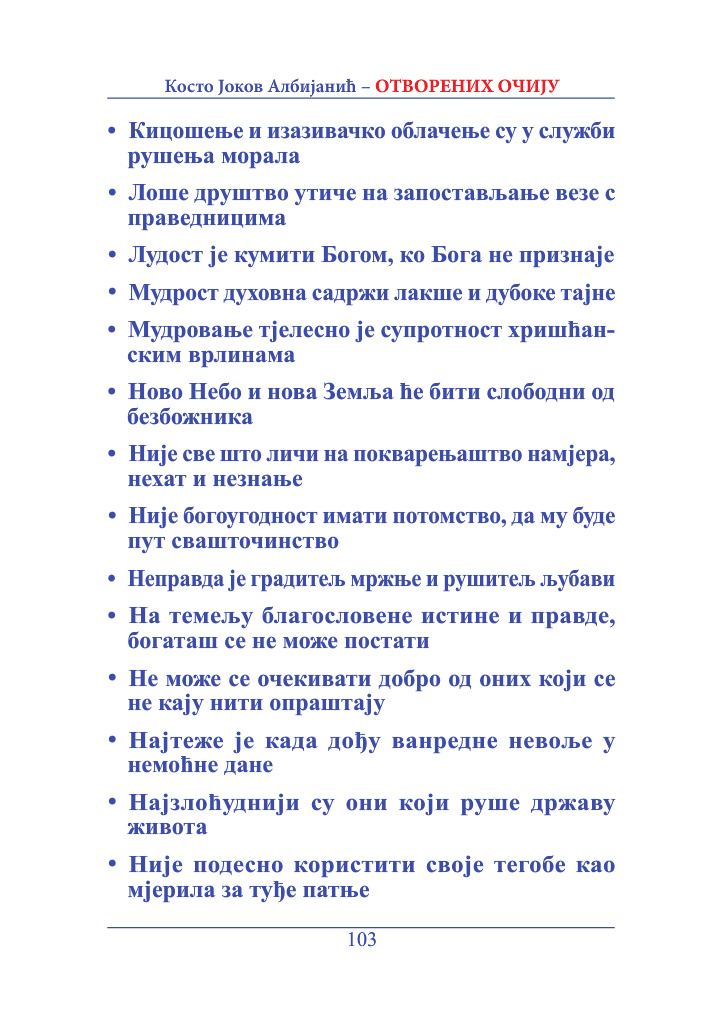 Косто Јоков Албијанић – ОТВОРЕНИХ ОЧИЈУ
• Кицошење и изазивачко облачење су у служби
рушења морала
• Лоше друштво утиче на запостављање везе с
праведницима
• Лудост је кумити Богом, ко Бога не признаје
• Мудрост духовна садржи лакше и дубоке тајне
• Мудровање тјелесно је супротност хришћан-
ским врлинама
• Ново Небо и нова Земља ће бити слободни од
безбожника
• Није све што личи на покварењаштво намјера,
нехат и незнање
• Није богоугодност имати потомство, да му буде
пут свашточинство
• Неправда је градитељ мржње и рушитељ љубави
• На темељу благословене истине и правде,
богаташ се не може постати
• Не може се очекивати добро од оних који се
не кају нити опраштају
• Најтеже је када дођу ванредне невоље у
немоћне дане
• Најзлоћуднији су они који руше државу
живота
• Није подесно користити своје тегобе као
мјерила за туђе патње
103